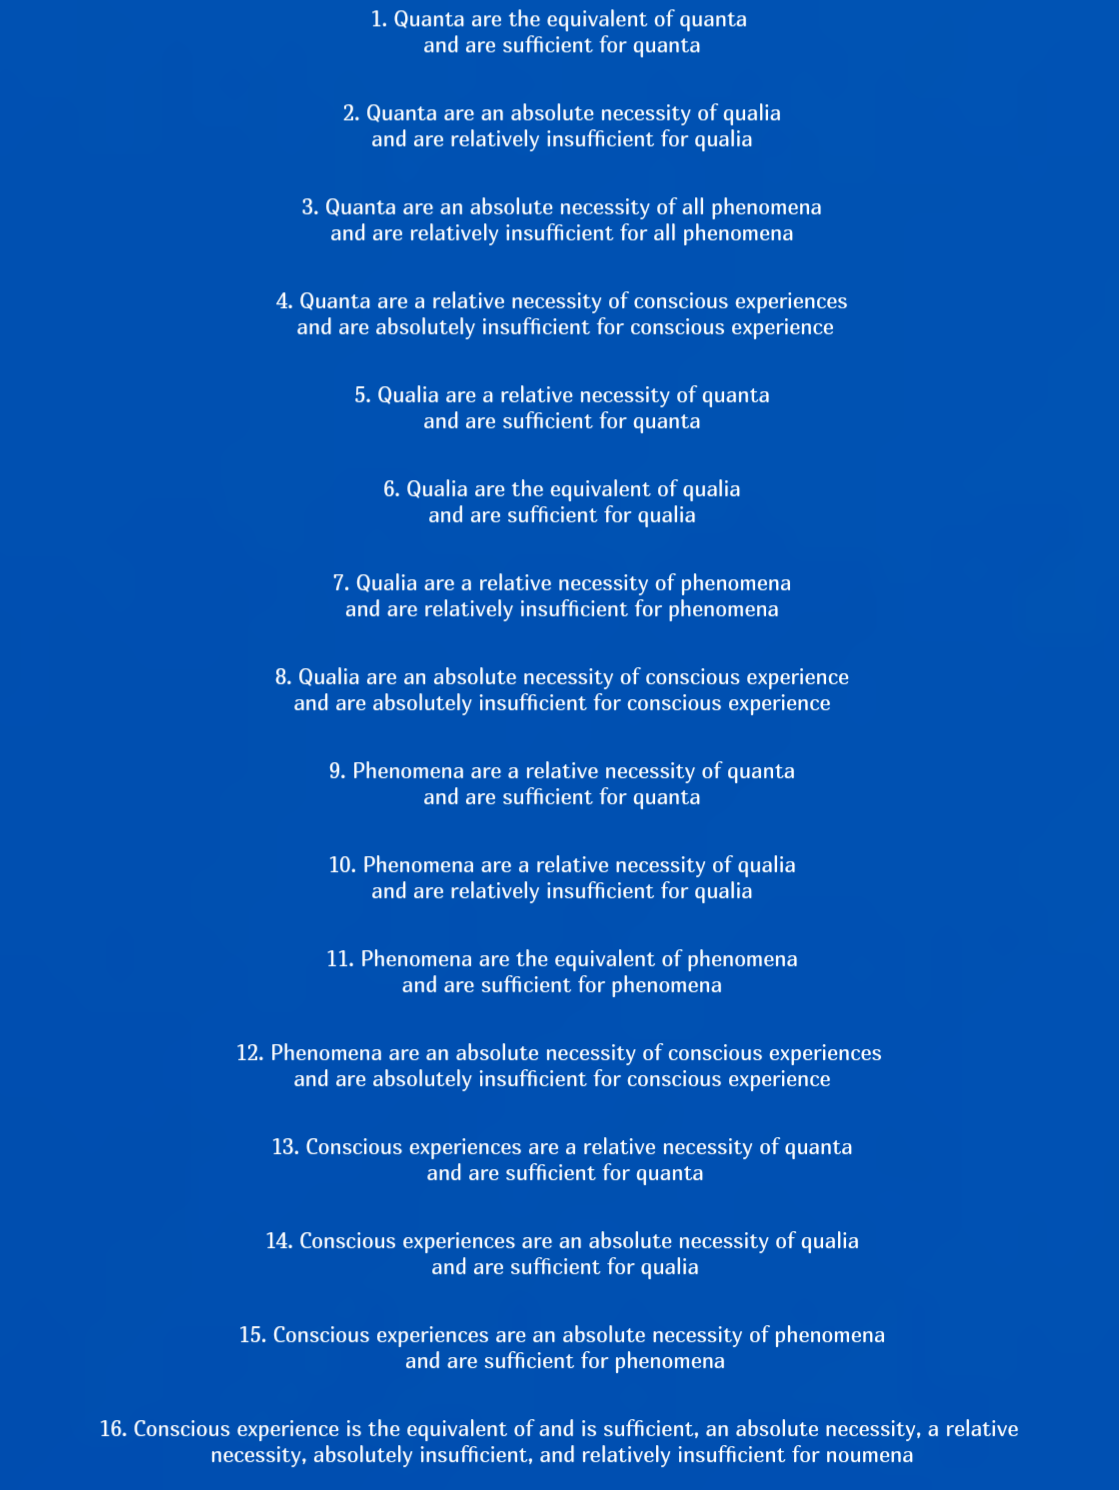 1. Quanta are the equivalent of quanta
and are sufficient for quanta
2. Quanta are an absolute necessity of qualia
and are relatively insufficient for qualia
3. Quanta are an absolute necessity of all phenomena
and are relatively insufficient for all phenomena
4. Quanta are a relative necessity of conscious experiences
and are absolutely insufficient for conscious experience
5. Qualia are a relative necessity of quanta
and are sufficient for quanta
6. Qualia are the equivalent of qualia
and are sufficient for qualia
7. Qualia are a relative necessity of phenomena
and are relatively insufficient for phenomena
8. Qualia are an absolute necessity of conscious experience
and are absolutely insufficient for conscious experience
9. Phenomena are a relative necessity of quanta
and are sufficient for quanta
10. Phenomena are a relative necessity of qualia
and are relatively insufficient for qualia
11. Phenomena are the equivalent of phenomena
and are sufficient for phenomena
12. Phenomena are an absolute necessity of conscious experiences
and are absolutely insufficient for conscious experience
13. Conscious experiences are a relative necessity of quanta
and are sufficient for quanta
14. Conscious experiences are an absolute necessity of qualia
and are sufficient for qualia
15. Conscious experiences are an absolute necessity of phenomena
and are sufficient for phenomena
16. Conscious experience is the equivalent of and is sufficient, an absolute necessity, a relative
necessity, absolutely insufficient, and relatively insufficient for noumena